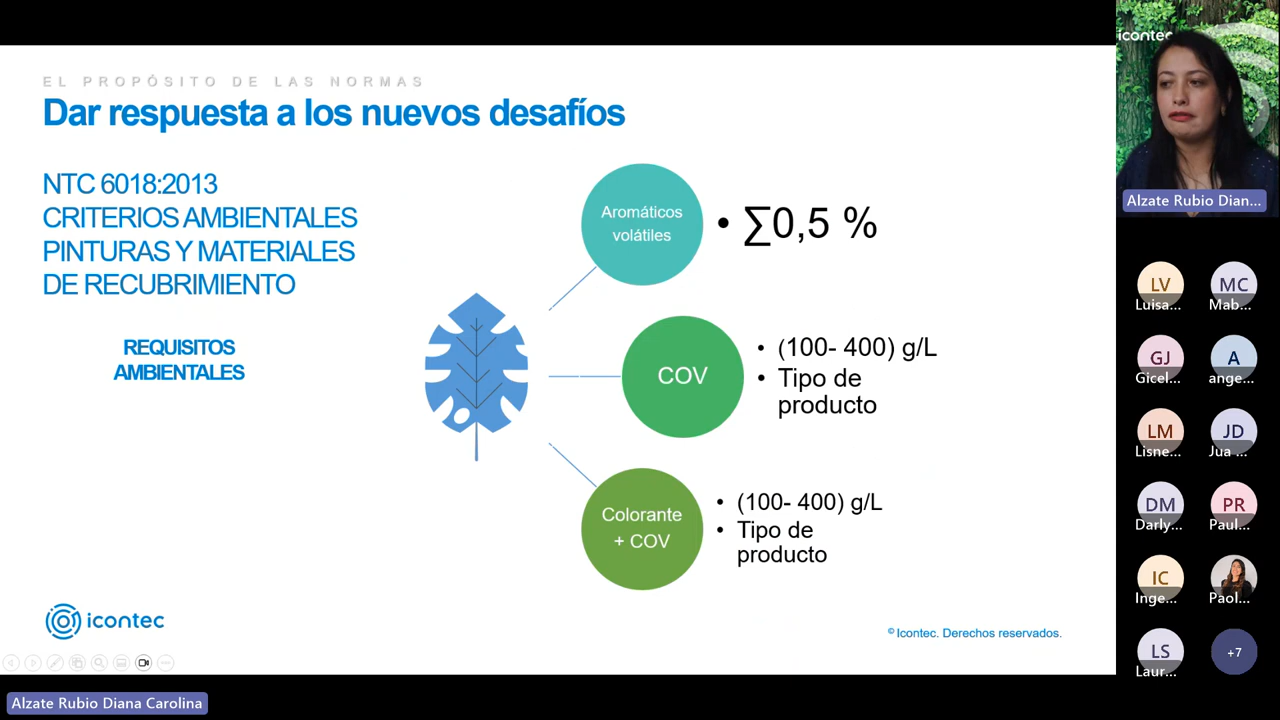 EL PROPÓSITO DE LAS NORMAS
Dar respuesta a los nuevos desafíos
NTC 6018:2013
CRITERIOS AMBIENTALES
PINTURAS Y MATERIALES
DE RECUBRIMIENTO
REQUISITOS
AMBIENTALES
Aromáticos
volátiles
• ∑0,5 %
COV
• (100- 400) g/L
• Tipo de
producto
Colorante
+ COV
• (100- 400) g/L
• Tipo de
producto
icontec
© Icontec. Derechos reservados.
Alzate Rubio Diana Carolina
icontec
Alzate Rubio Dian...
LV
Luisa...
MC
Mab...
GJ
Gicel...
A
ange...
LM
Lisne...
JD
Jua ...
DM
Darly...
PR
Paul...
IC
Inge...
Paol...
LS
Laur...
+7